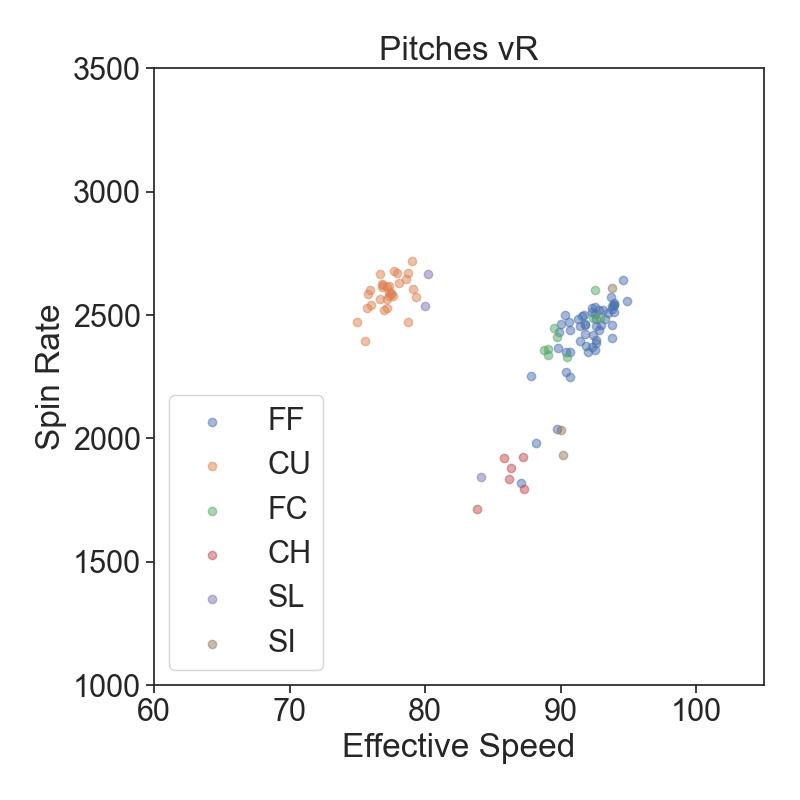 Pitches vR
3500
3000
2500
2000
1500
1000
Spin Rate
FF
CU
FC
CH
SL
SI
60 70 80 90 100
Effective Speed